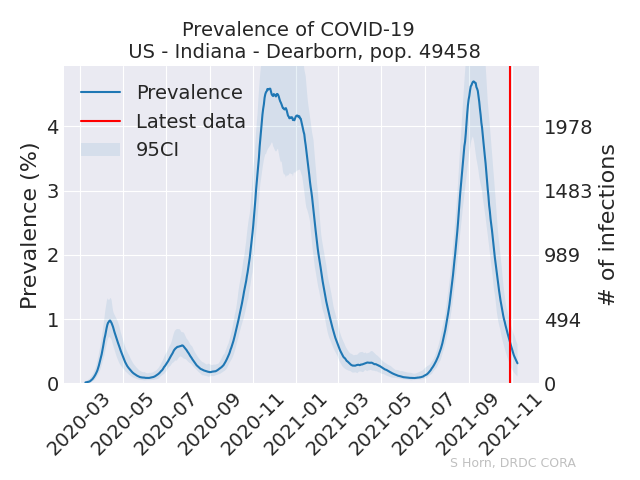 Prevalence of COVID-19
US - Indiana - Dearborn, pop. 49458
Prevalence
Latest data
95CI
Prevalence (%)
4
3
2
1
0
1978
1483
989
494
0
# of infections
2020-03
2020-05
2020-07
2020-09
2020-11
2021-01
2021-03
2021-05
2021-07
2021-09
2021-11
S Horn, DRDC CORA